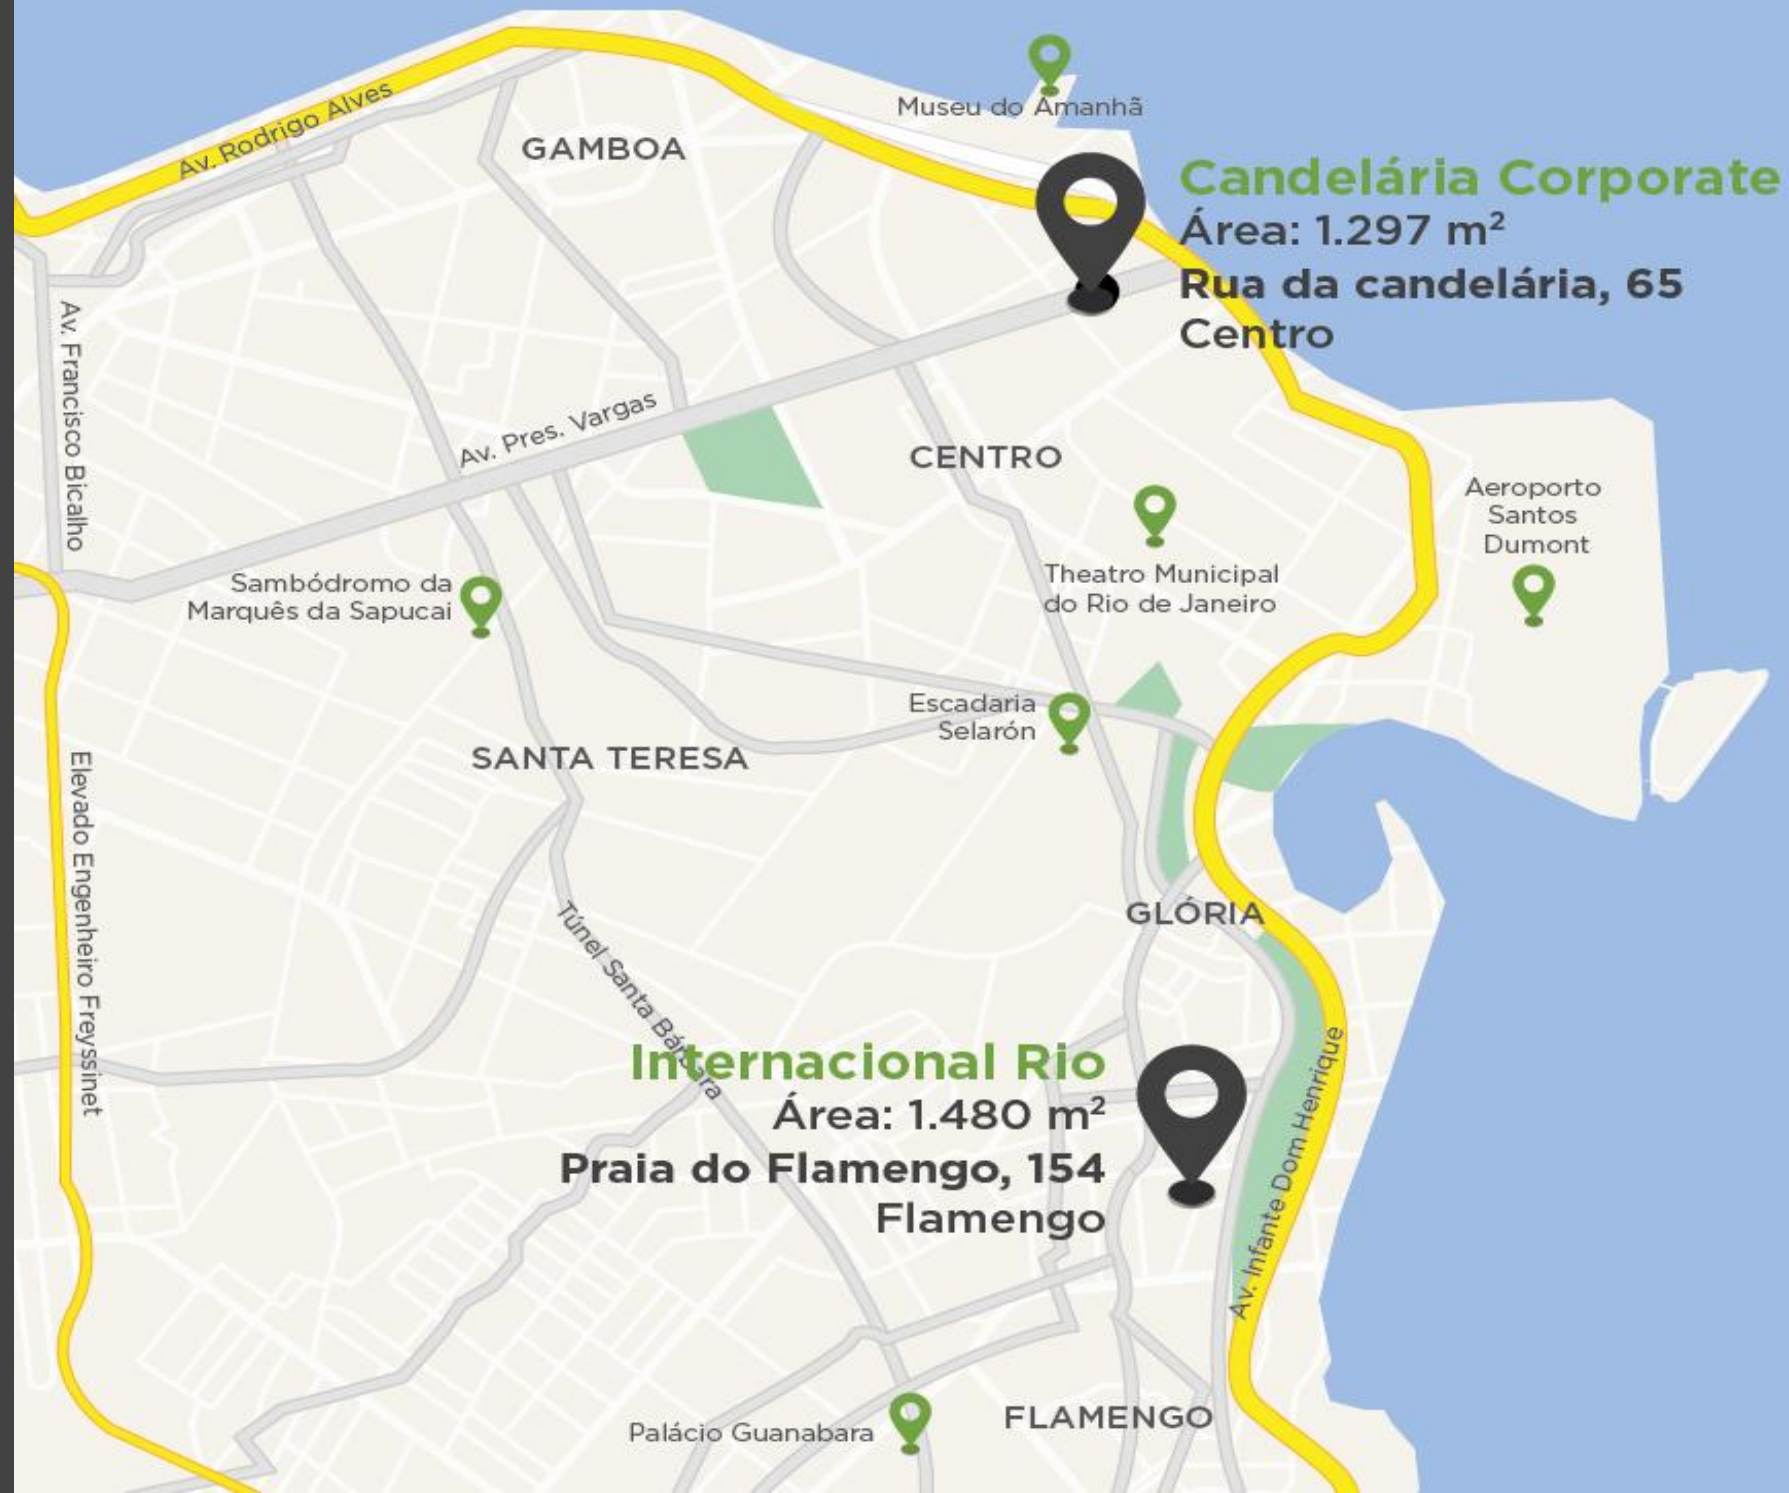 Museu do Amanhã
Av. Rodrigo Alves
GAMBOA
Candelária Corporate
Área: 1.297 m²
Rua da candelária, 65
Centro
Av. Francisco Bicalho
Av. Pres. Vargas
CENTRO
Aeroporto
Santos
Dumont
Sambódromo da
Marquês da Sapucai
Theatro Municipal
do Rio de Janeiro
Escadaria
Selarón
SANTA TERESA
Elevado Engenheiro Freyssinet
GLÓRIA
Túnel Santa Bárbara
Internacional Rio
Área: 1.480 m²
Praia do Flamengo, 154
Flamengo
Av. Infante Dom Henrique
FLAMENGO
Palácio Guanabara